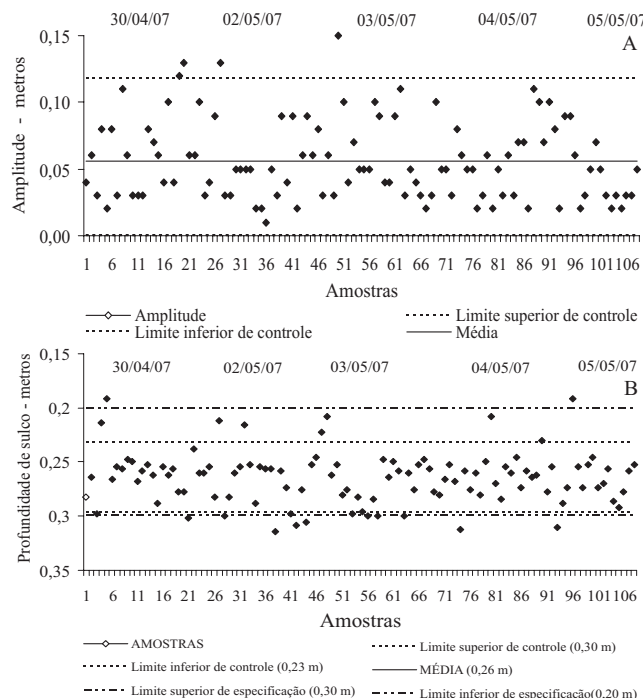 30/04/07 02/05/07 03/05/07 04/05/07 05/05/07
A
Amplitude - metros
0,15
0,10
0,05
0,00
1 6 11 16 21 26 31 36 41 46 51 56 61 66 71 76 81 86 91 96 101 106
Amostras
Amplitude
Limite superior de controle
Limite inferior de controle
Média
30/04/07 02/05/07 03/05/07 04/05/07 05/05/07
B
Profundidade de sulco - metros
0,15
0,2
0,25
0,3
0,35
1 6 11 16 21 26 31 36 41 46 51 56 61 66 71 76 81 86 91 96 101 106
Amostras
AMOSTRAS
Limite superior de controle (0,30 m)
Limite inferior de controle (0,23 m)
MÉDIA (0,26 m)
Limite superior de especificação (0,30 m)
Limite inferior de especificação(0.20 m)